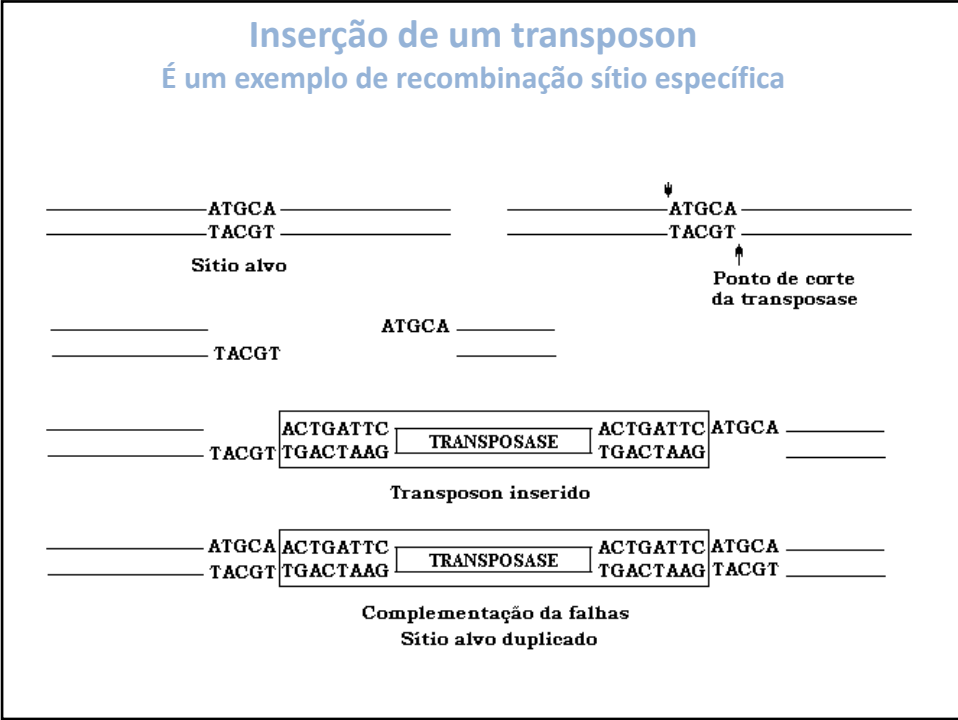 Inserção de um transposon
É um exemplo de recombinação sítio específica
ATGCA
TACGT
Sítio alvo
ATGCA
TACGT
Ponto de corte
da transposase
ATGCA
TACGT
ACTGATTC ACTGATTC ATGCA
TRANSPOSASE
TACGT TGACTAAG TGACTAAG
Transposon inserido
ATGCA ACTGATTC ACTGATTC ATGCA
TRANSPOSASE
TACGT TGACTAAG TGACTAAG TACGT
Complementação da falhas
Sítio alvo duplicado